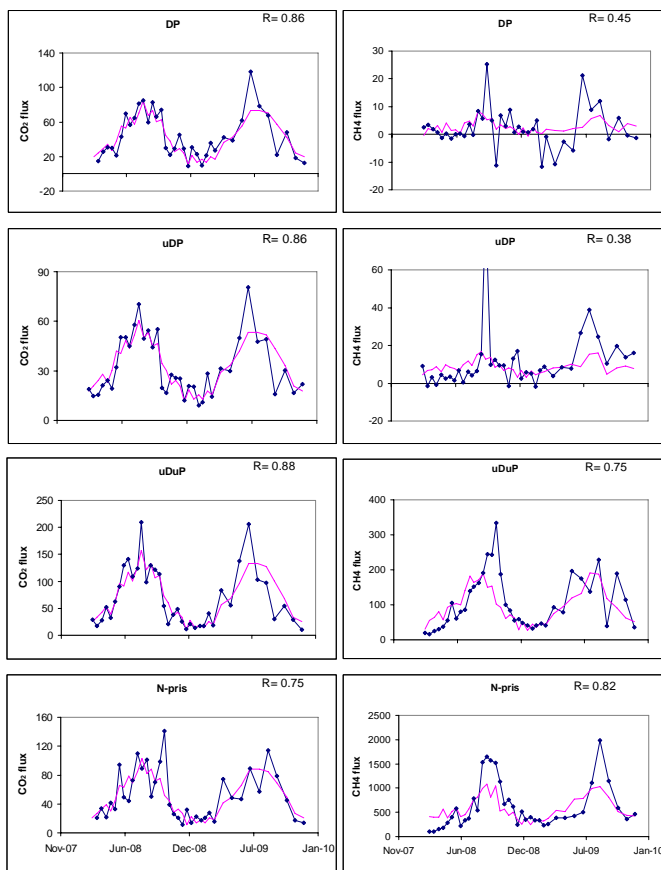 DP R= 0.86
CO₂ flux
140
100
60
20
-20
DP R= 0.45
CH4 flux
30
20
10
0
-10
-20
uDP R= 0.86
CO₂ flux
90
60
30
0
uDP R= 0.38
CH4 flux
60
40
20
0
-20
uDuP R= 0.88
CO₂ flux
250
200
150
100
50
0
uDuP R= 0.75
CH4 flux
400
300
200
100
0
N-pris R= 0.75
CO₂ flux
160
120
80
40
0
Nov-07 Jun-08 Dec-08 Jul-09 Jan-10
N-pris R= 0.82
CH4 flux
2500
2000
1500
1000
500
0
Nov-07 Jun-08 Dec-08 Jul-09 Jan-10